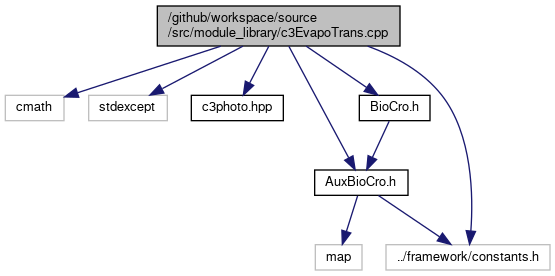 /github/workspace/source
/src/module_library/c3EvapoTrans.cpp
cmath
stdexcept
c3photo.hpp
BioCro.h
AuxBioCro.h
map
../framework/constants.h